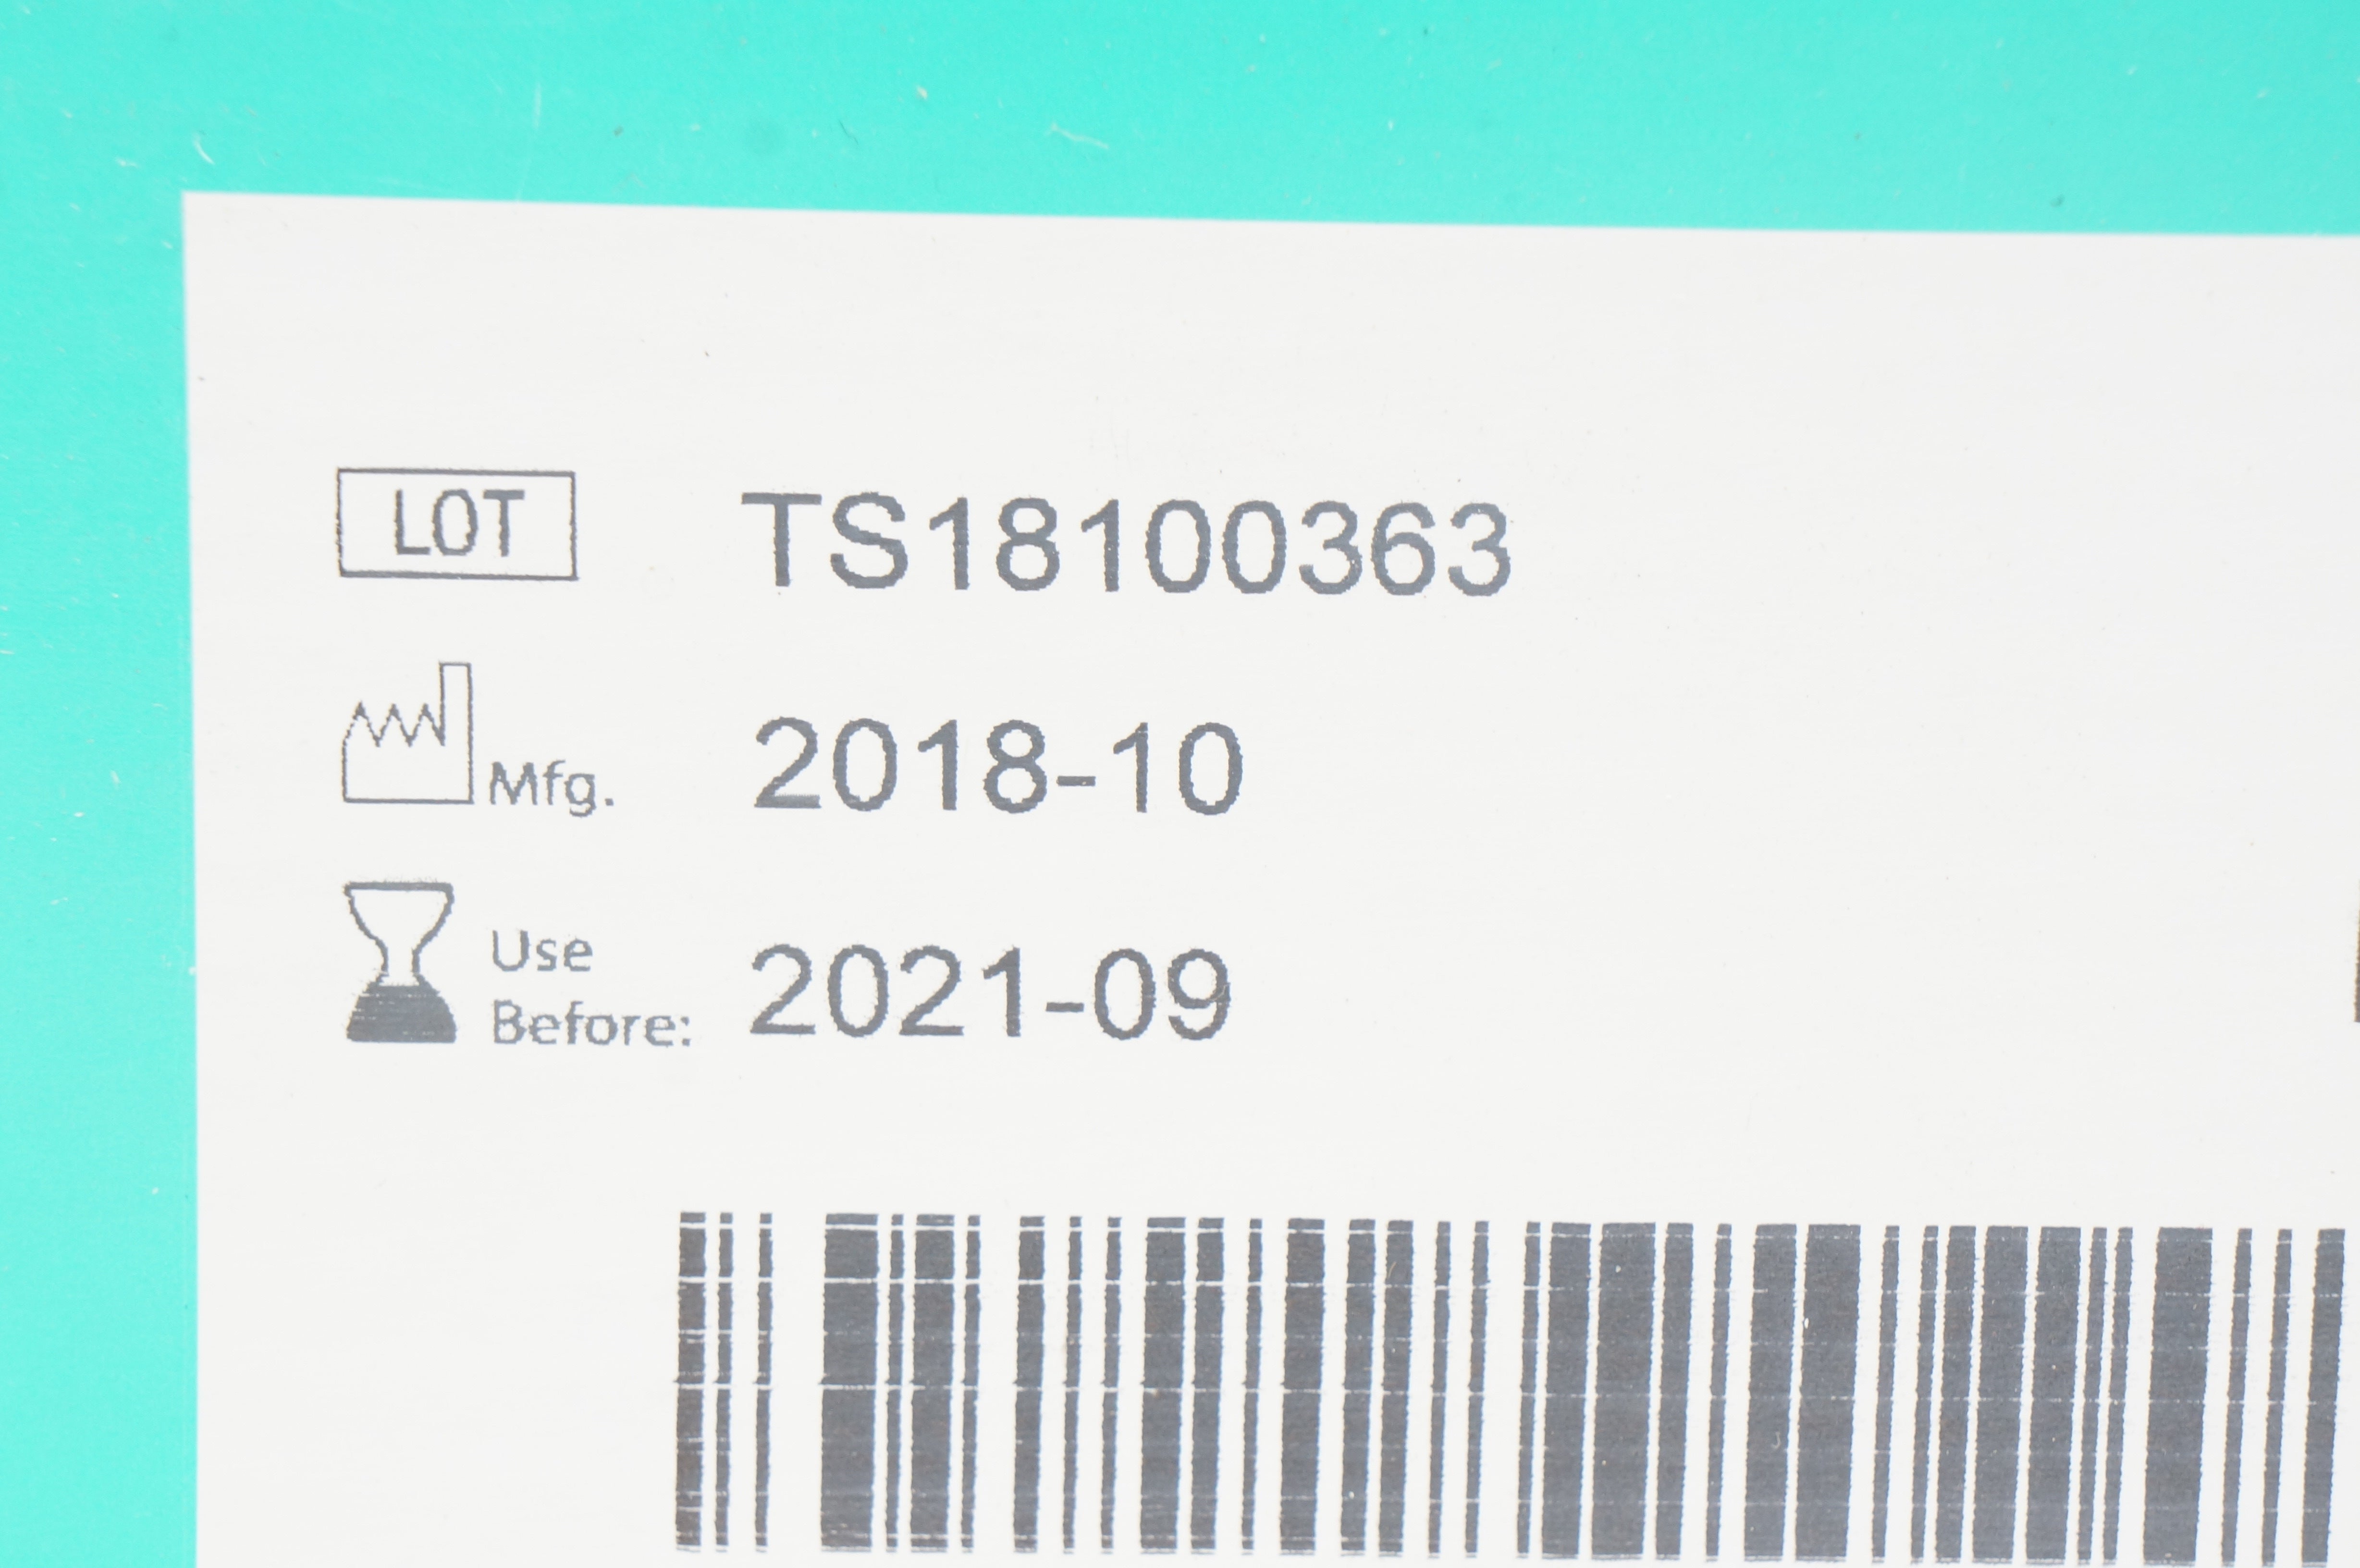 LOT TS18100363
Mfg. 2018-10
Use
Before: 2021-09